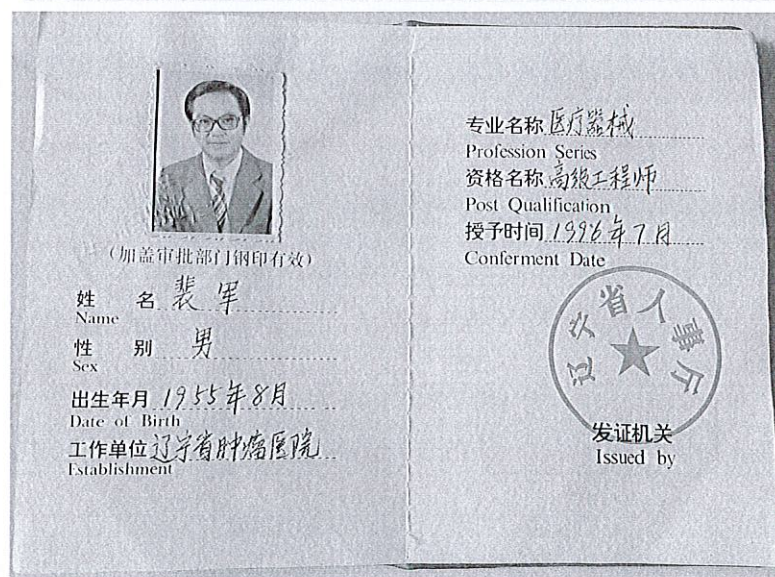 (加盖审批部门钢印有效)
姓 名 裴军
Name
性 别 男
Sex
出生年月 1955年8月
Date of Birth
工作单位 辽宁省肿瘤医院
Establishment
专业名称 医疗器械
Profession Series
资格名称 高级工程师
Post Qualification
授予时间 1996年7月
Conferment Date
辽宁省人事厅
发证机关
Issued by